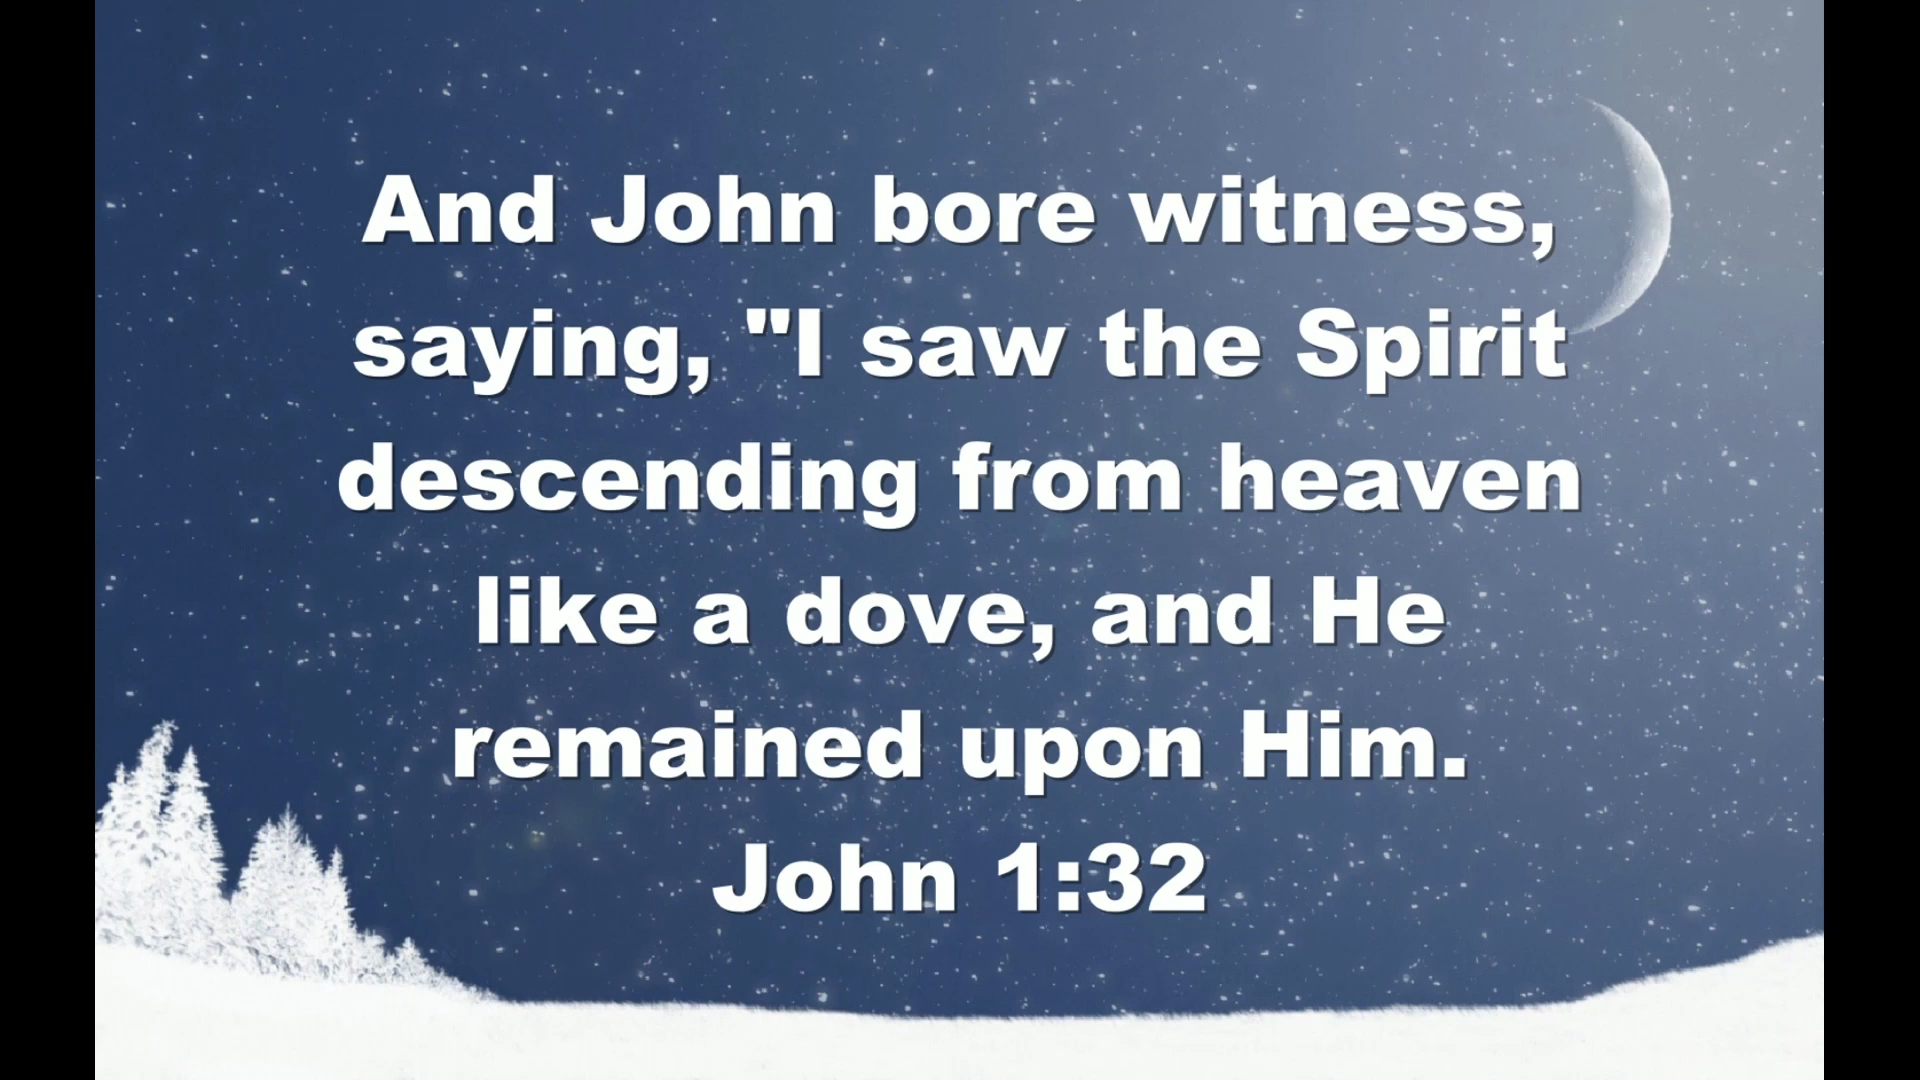 And John bore witness,
saying, "I saw the Spirit
descending from heaven
like a dove, and He
remained upon Him.
John 1:32